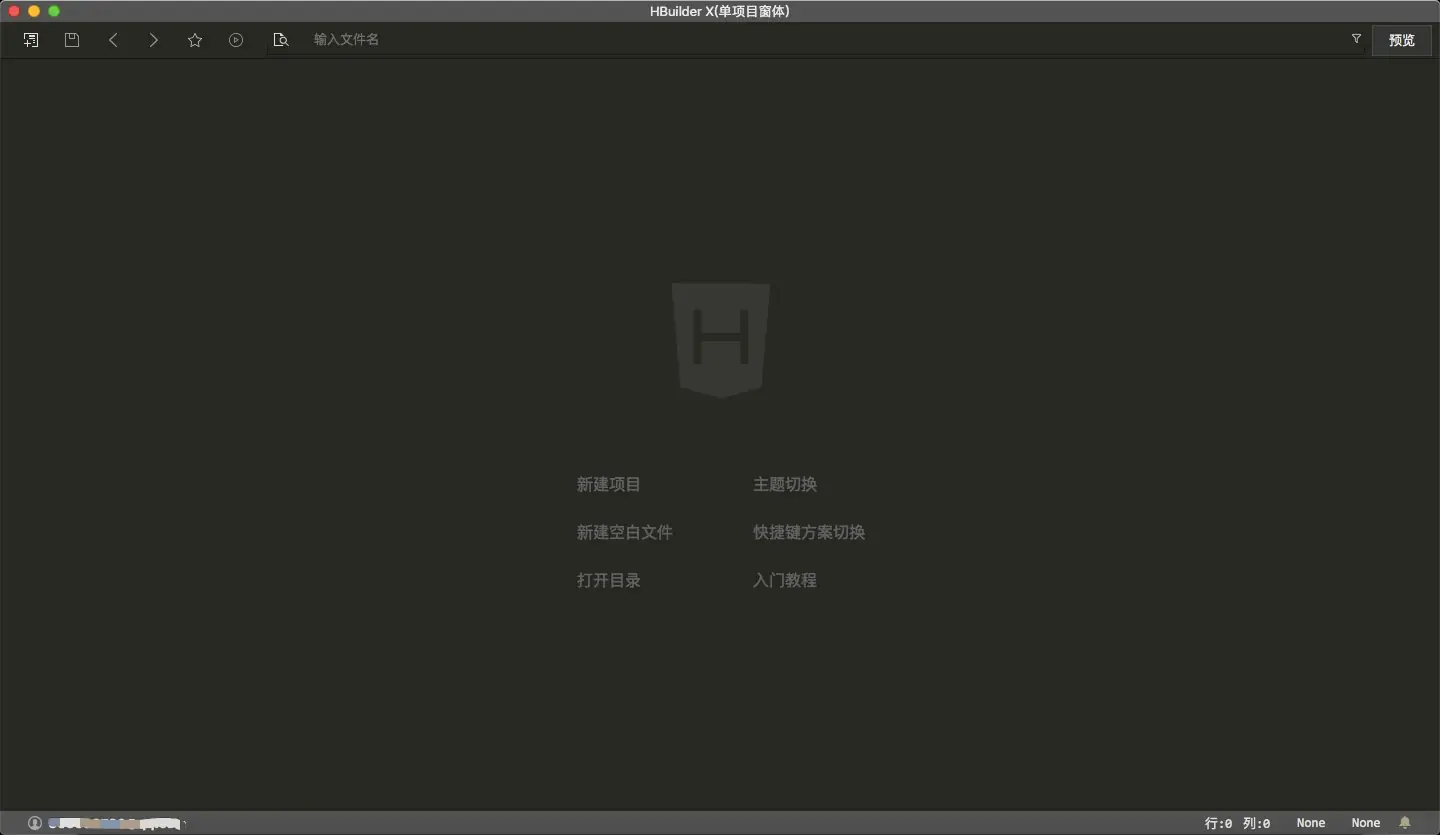 HBuilder X(单项目窗体)
输入文件名
预览
H
新建项目 主题切换
新建空白文件 快捷键方案切换
打开目录 入门教程
行:0 列:0 None None